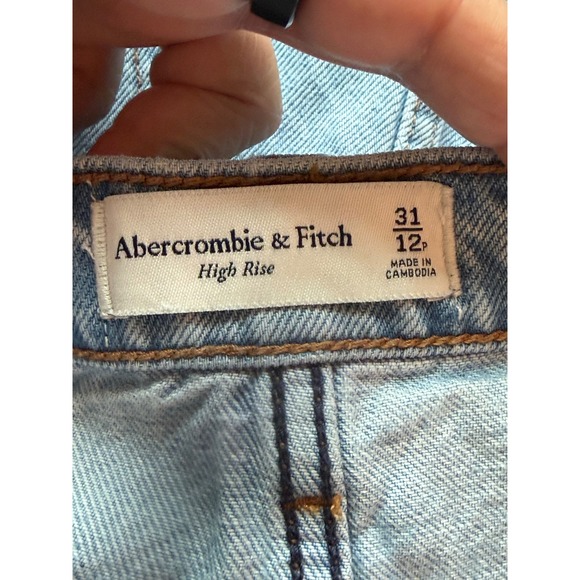 Abercrombie & Fitch
High Rise
31
12P
MADE IN
CAMBODIA